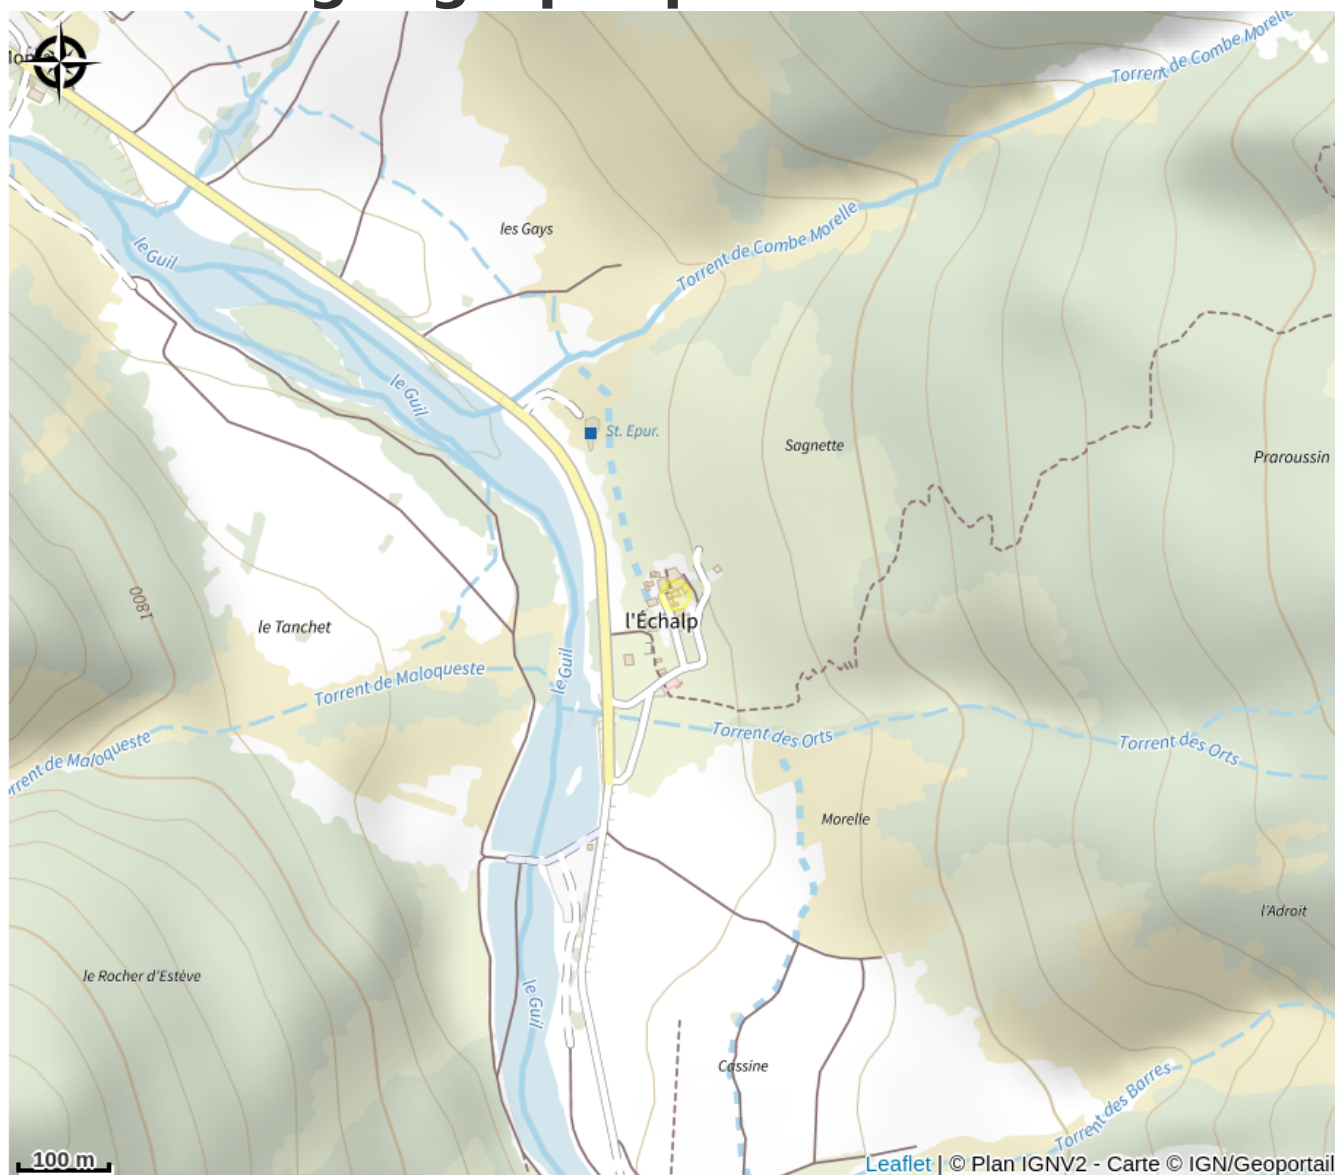 Torrent de Combe Morelle
les Gays
Torrent de Combe Morelle
le Guil
le Guil
St. Epur.
Sagnette
Praroussin
1800
le Tanchet
l'Échalp
le Guil
Torrent de Maloqueste
Torrent des Orts
Torrent des Orts
Torrent de Maloqueste
Morelle
l'Adroit
le Rocher d'Estève
le Guil
Cassine
Torrent des Barres
100 m
Leaflet | © Plan IGNV2 - Carte © IGN/Geoportail